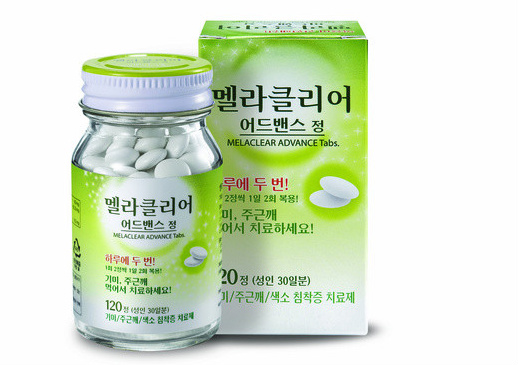 멜라클리어
어드밴스 정
MELACLEAR ADVANCE Tabs.
하루에 두 번!
1회 2정씩 1일 2회 복용!
기미, 주근깨
먹어서 치료하세요!
120정 (성인 30일분)
기미/주근깨/색소 침착증 치료제
멜라클리어
어드밴스 정
MELACLEAR ADVANCE Tabs.
루에 두 번!
2정씩 1일 2회 복용!
미, 주근깨
어서 치료하세요!
20정 (성인 30일분)
미/주근깨/색소 침착증 치료제